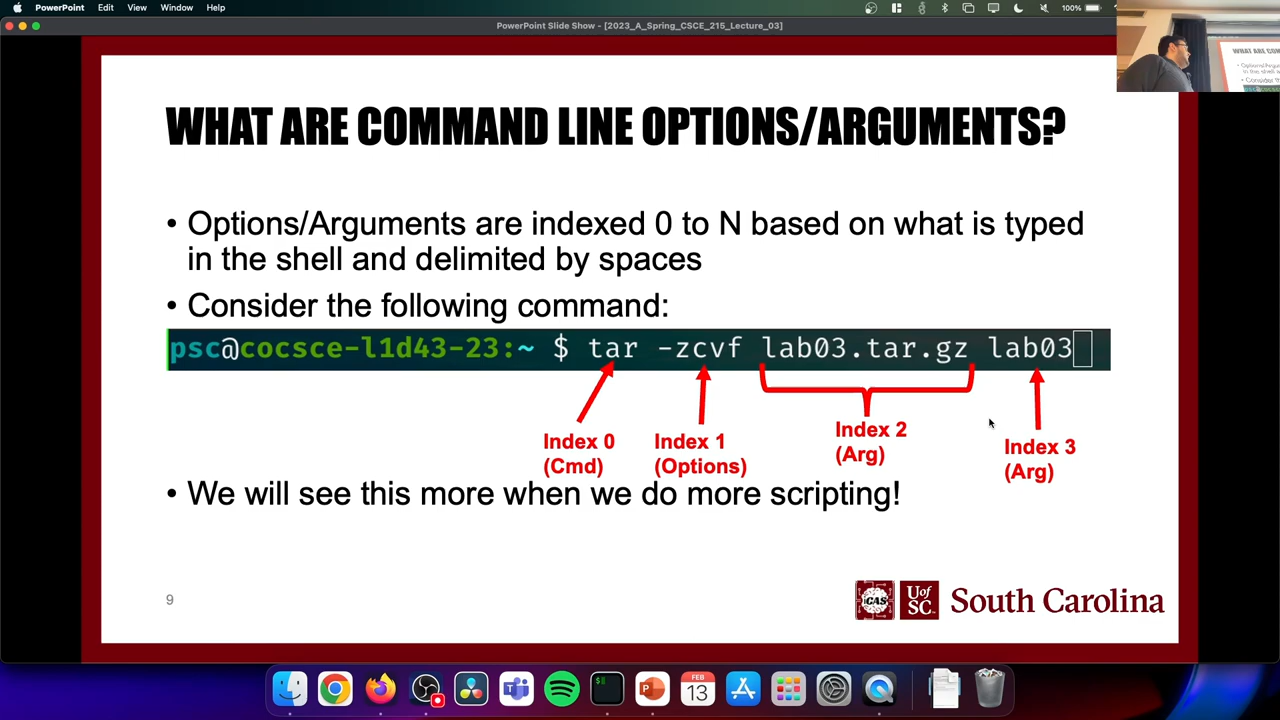 PowerPoint Edit View Window Help 100%
PowerPoint Slide Show - [2023_A_Spring_CSCE_215_Lecture_03]
WHAT ARE COMMAND LINE OPTIONS/ARGUMENTS?
• Options/Arguments are indexed 0 to N based on what is typed
in the shell and delimited by spaces
• Consider the following command:
psc@cocsce-l1d43-23:~ $ tar -zcvf lab03.tar.gz lab03
Index 0
(Cmd)
Index 1
(Options)
Index 2
(Arg)
Index 3
(Arg)
• We will see this more when we do more scripting!
9
iCAS
U of
SC
South Carolina
FEB
13